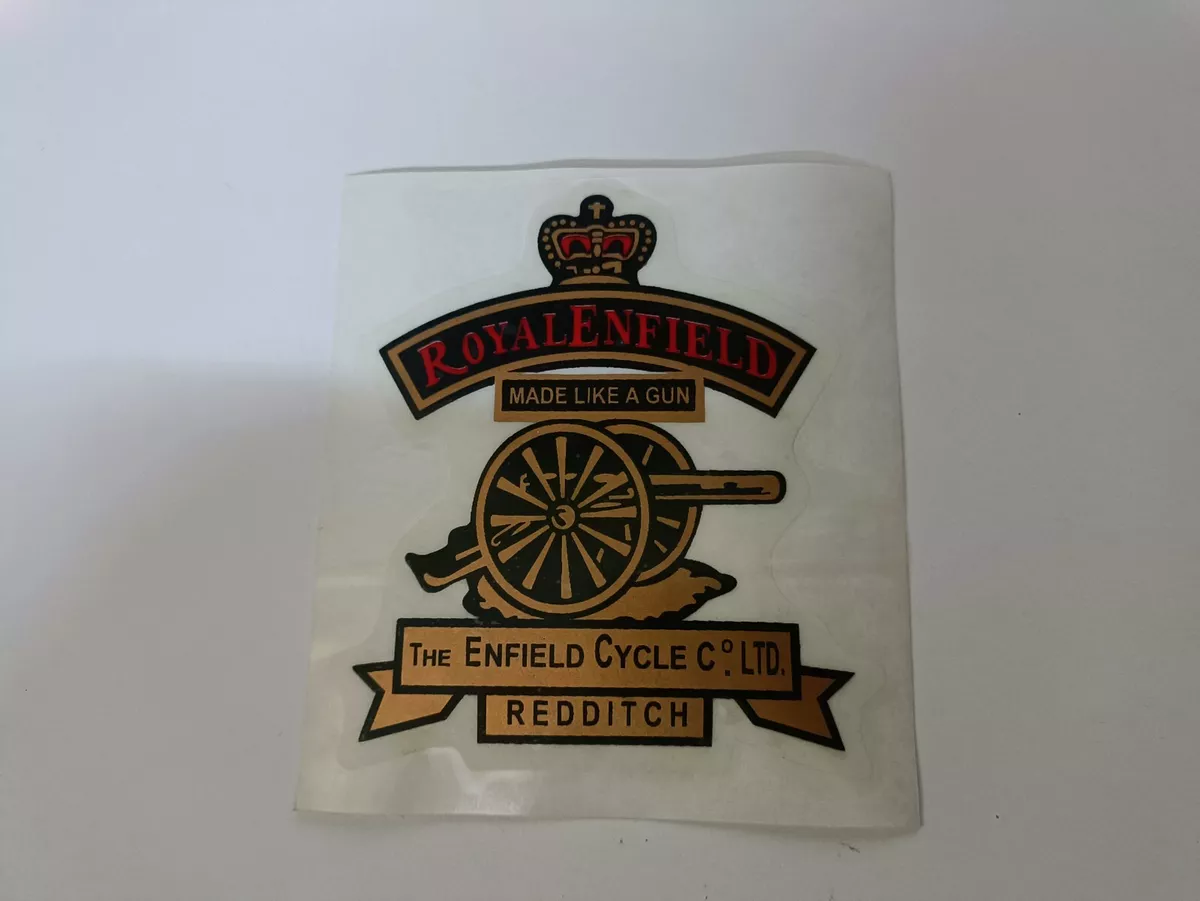 ROYALENFIELD
MADE LIKE A GUN
THE ENFIELD CYCLE Cº. LTD.
REDDITCH